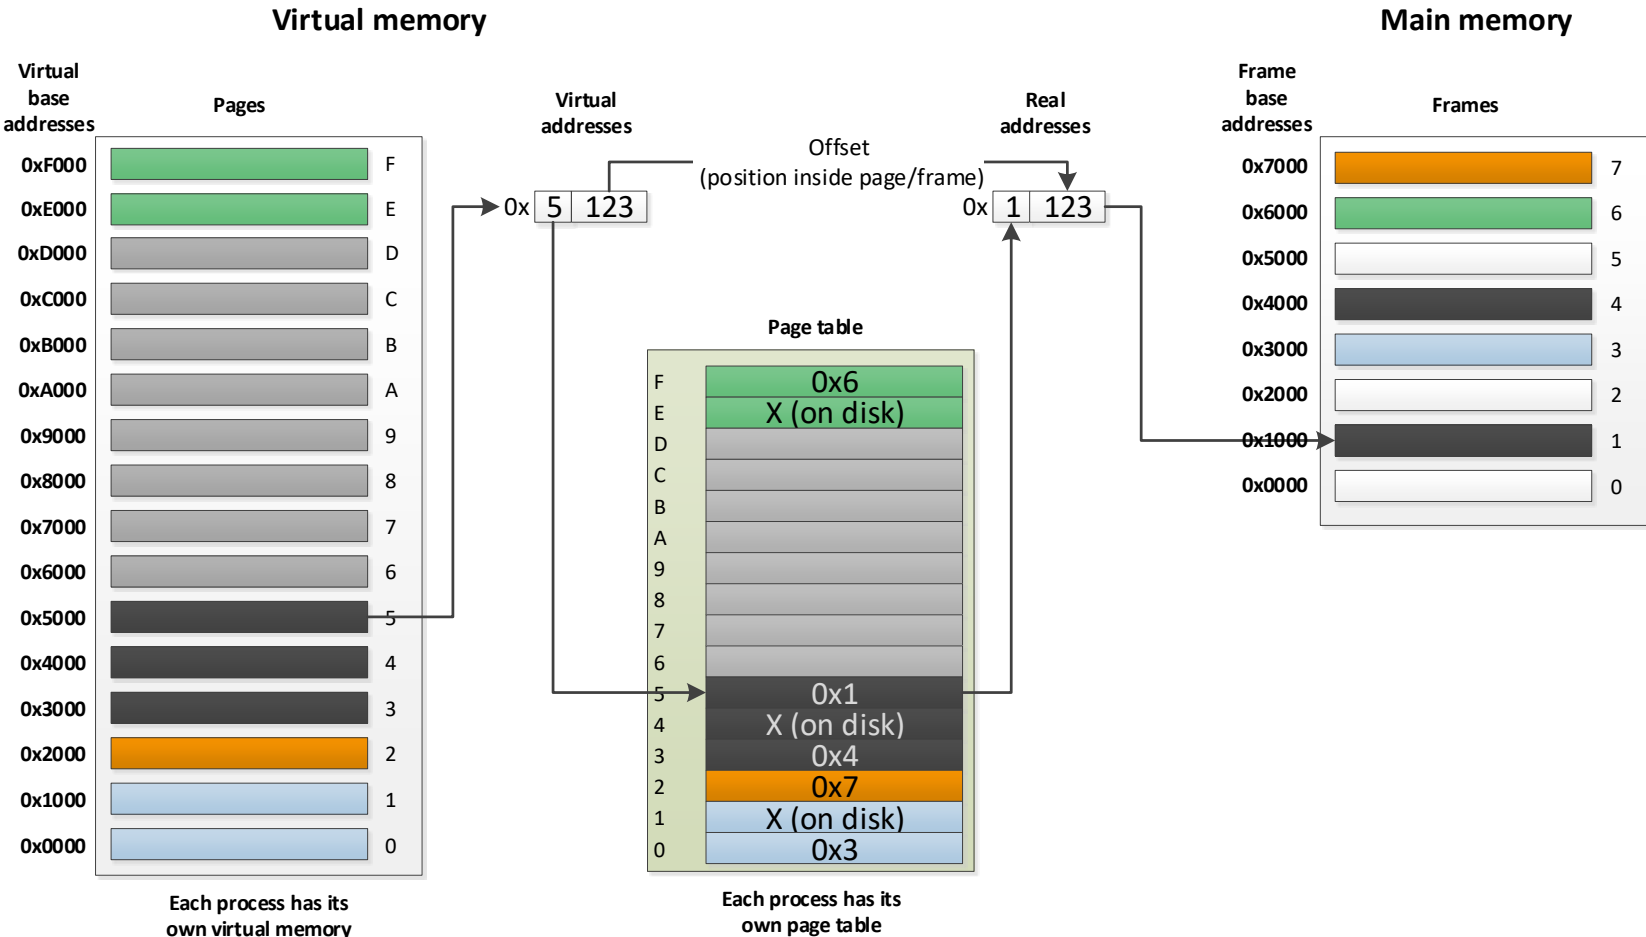 Virtual memory
Main memory
Virtual
base
addresses
Pages
Virtual
addresses
Real
addresses
Frame
base
addresses
Frames
Offset
(position inside page/frame)
0xF000 F
0xE000 E
0xD000 D
0xC000 C
0xB000 B
0xA000 A
0x9000 9
0x8000 8
0x7000 7
0x6000 6
0x5000 5
0x4000 4
0x3000 3
0x2000 2
0x1000 1
0x0000 0
Each process has its
own virtual memory
0x 5 123
0x 1 123
Page table
F 0x6
E X (on disk)
D
C
B
A
9
8
7
6
5 0x1
4 X (on disk)
3 0x4
2 0x7
1 X (on disk)
0 0x3
Each process has its
own page table
0x7000 7
0x6000 6
0x5000 5
0x4000 4
0x3000 3
0x2000 2
0x1000 1
0x0000 0